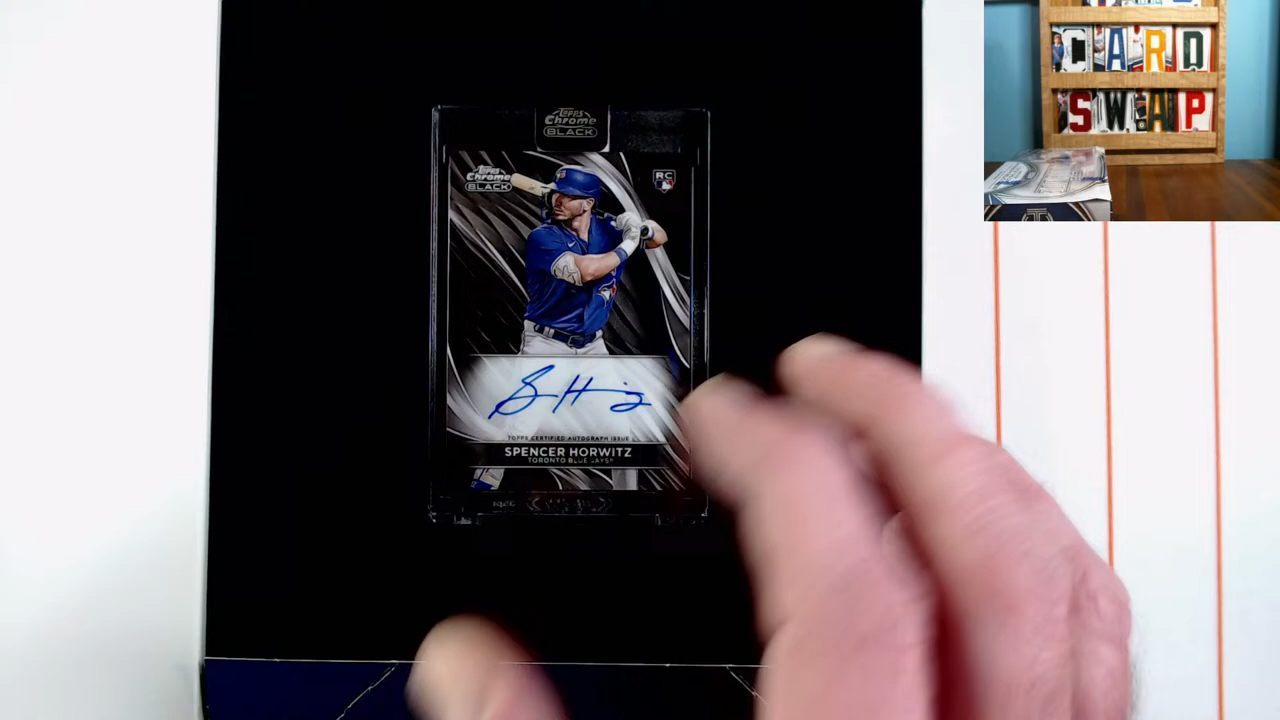 TOPPS
Chrome
BLACK
TOPPS
Chrome
BLACK
RC
TOPPS CERTIFIED AUTOGRAPH ISSUE
SPENCER HORWITZ
TORONTO BLUE JAYS
CARD
SWAP